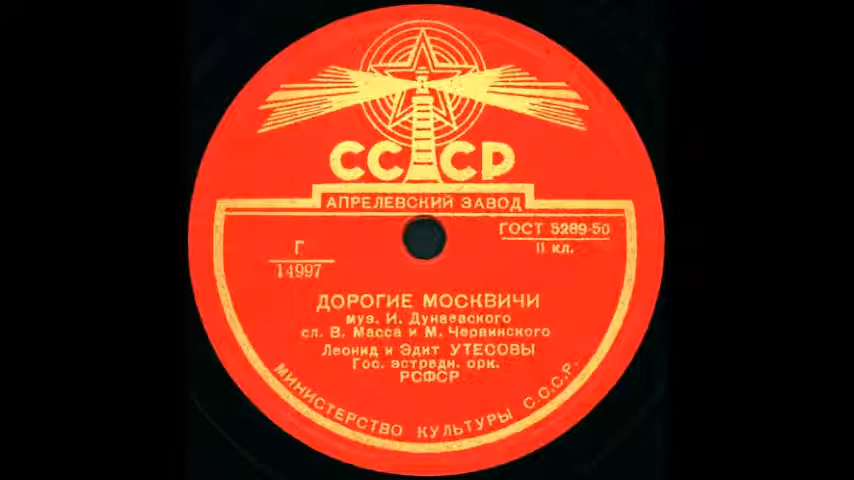 СССР
АПРЕЛЕВСКИЙ ЗАВОД
ГОСТ 5289-50
II кл.
Г
14997
ДОРОГИЕ МОСКВИЧИ
муз. И. Дунаевского
сл. В. Масса и М. Червинского
Леонид и Эдит УТЕСОВЫ
Гос. эстрадн. орк.
РСФСР
МИНИСТЕРСТВО КУЛЬТУРЫ С.С.С.Р.